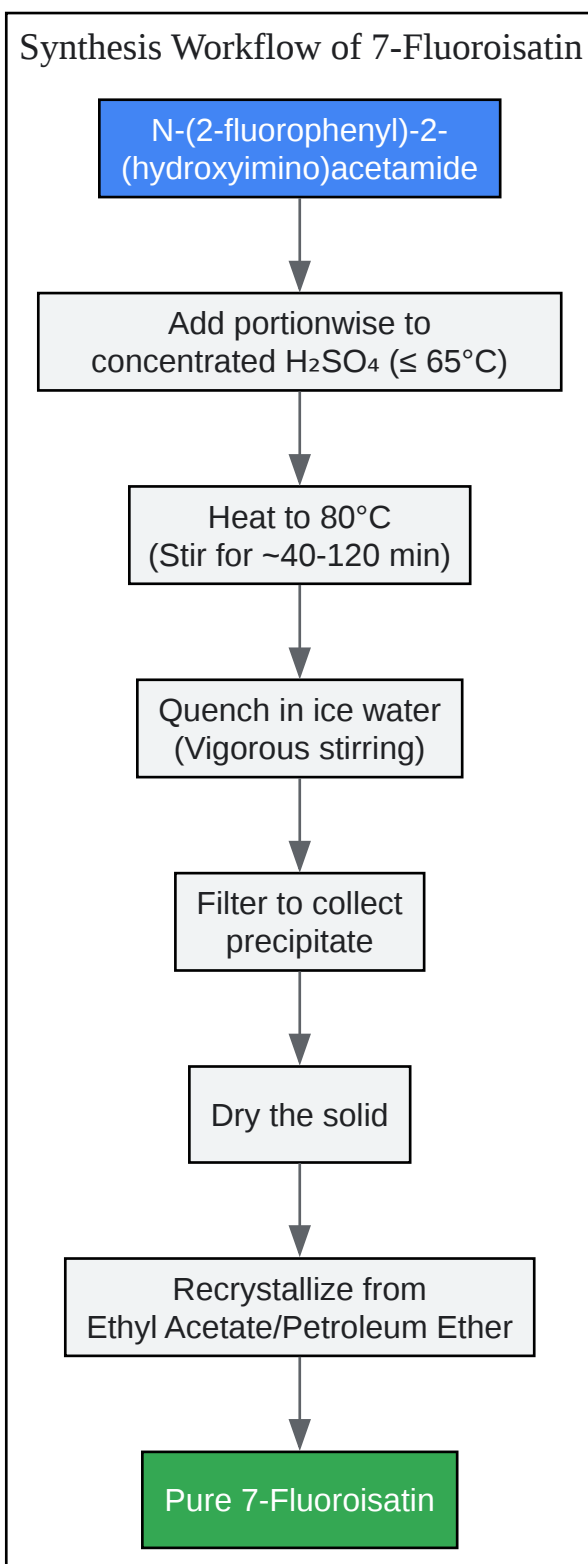 Synthesis Workflow of 7-Fluoroisatin
N-(2-fluorophenyl)-2-
(hydroxyimino)acetamide
Add portionwise to
concentrated H₂SO₄ (≤ 65°C)
Heat to 80°C
(Stir for ~40-120 min)
Quench in ice water
(Vigorous stirring)
Filter to collect
precipitate
Dry the solid
Recrystallize from
Ethyl Acetate/Petroleum Ether
Pure 7-Fluoroisatin